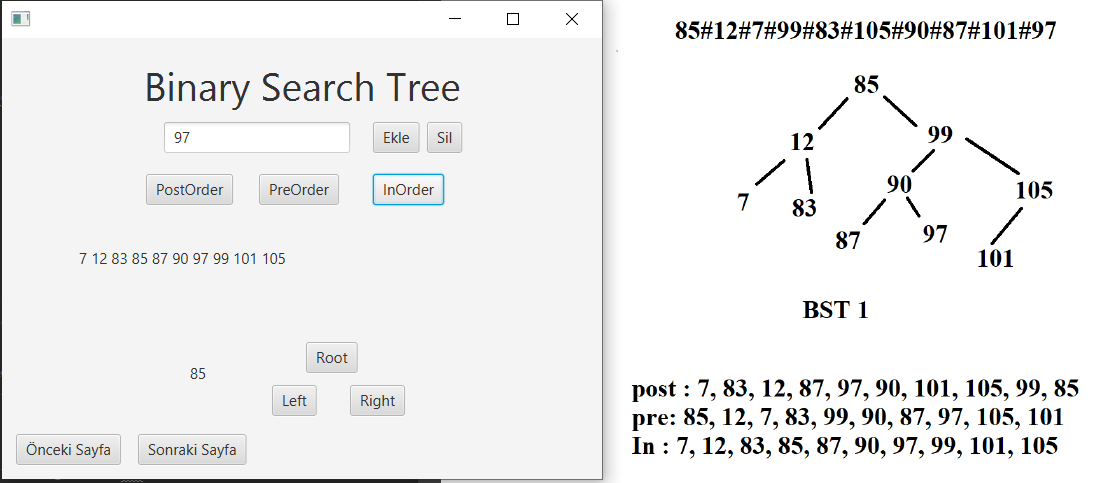 Binary Search Tree
97 Ekle Sil
PostOrder PreOrder InOrder
7 12 83 85 87 90 97 99 101 105
Root
85
Left Right
Önceki Sayfa Sonraki Sayfa
85#12#7#99#83#105#90#87#101#97
85
12 99
7 83 90 105
87 97 101
BST 1
post : 7, 83, 12, 87, 97, 90, 101, 105, 99, 85
pre: 85, 12, 7, 83, 99, 90, 87, 97, 105, 101
In : 7, 12, 83, 85, 87, 90, 97, 99, 101, 105